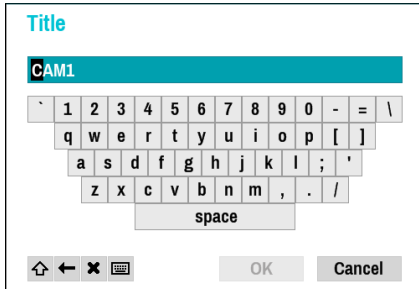 Title
CAM1
` 1 2 3 4 5 6 7 8 9 0 - = \
q w e r t y u i o p [ ]
a s d f g h j k l ; '
z x c v b n m , . /
space
OK Cancel